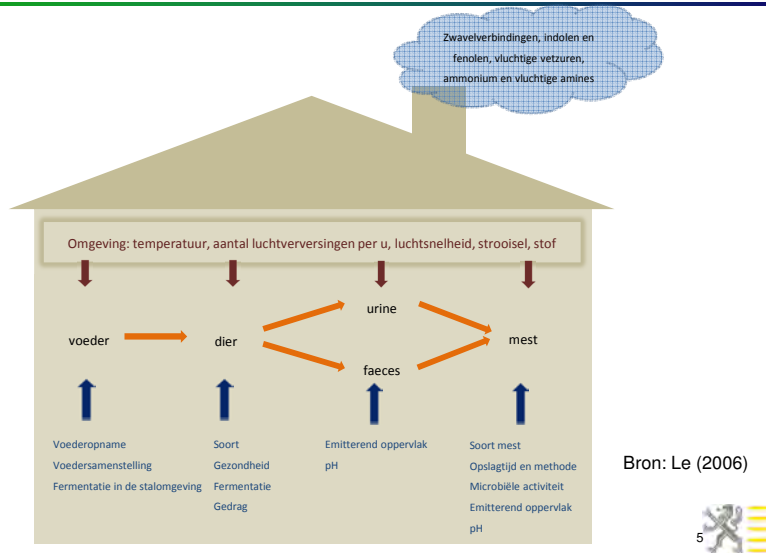 Zwavelverbindingen, indolen en
fenolen, vluchtige vetzuren,
ammonium en vluchtige amines
Omgeving: temperatuur, aantal luchtverversingen per u, luchtsnelheid, strooisel, stof
voeder
dier
urine
faeces
mest
Voederopname
Voedersamenstelling
Fermentatie in de stalomgeving
Soort
Gezondheid
Fermentatie
Gedrag
Emitterend oppervlak
pH
Soort mest
Opslagtijd en methode
Microbiële activiteit
Emitterend oppervlak
pH
Bron: Le (2006)
5